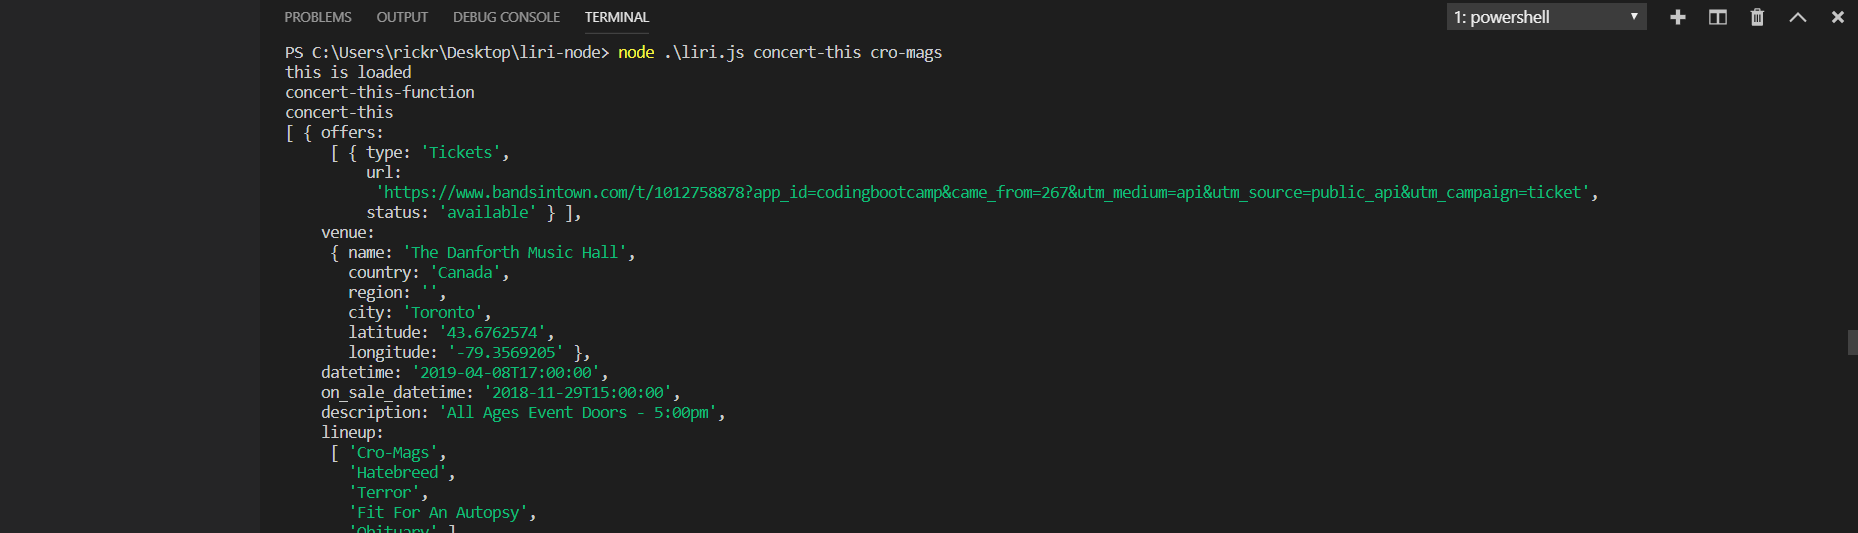 PROBLEMS OUTPUT DEBUG CONSOLE TERMINAL 1: powershell
PS C:\Users\rickr\Desktop\liri-node> node .\liri.js concert-this cro-mags
this is loaded
concert-this-function
concert-this
[ { offers:
[ { type: 'Tickets',
url:
'https://www.bandsintown.com/t/1012758878?app_id=codingbootcamp&came_from=267&utm_medium=api&utm_source=public_api&utm_campaign=ticket',
status: 'available' } ],
venue:
{ name: 'The Danforth Music Hall',
country: 'Canada',
region: '',
city: 'Toronto',
latitude: '43.6762574',
longitude: '-79.3569205' },
datetime: '2019-04-08T17:00:00',
on_sale_datetime: '2018-11-29T15:00:00',
description: 'All Ages Event Doors - 5:00pm',
lineup:
[ 'Cro-Mags',
'Hatebreed',
'Terror',
'Fit For An Autopsy',
'Obituary' ]